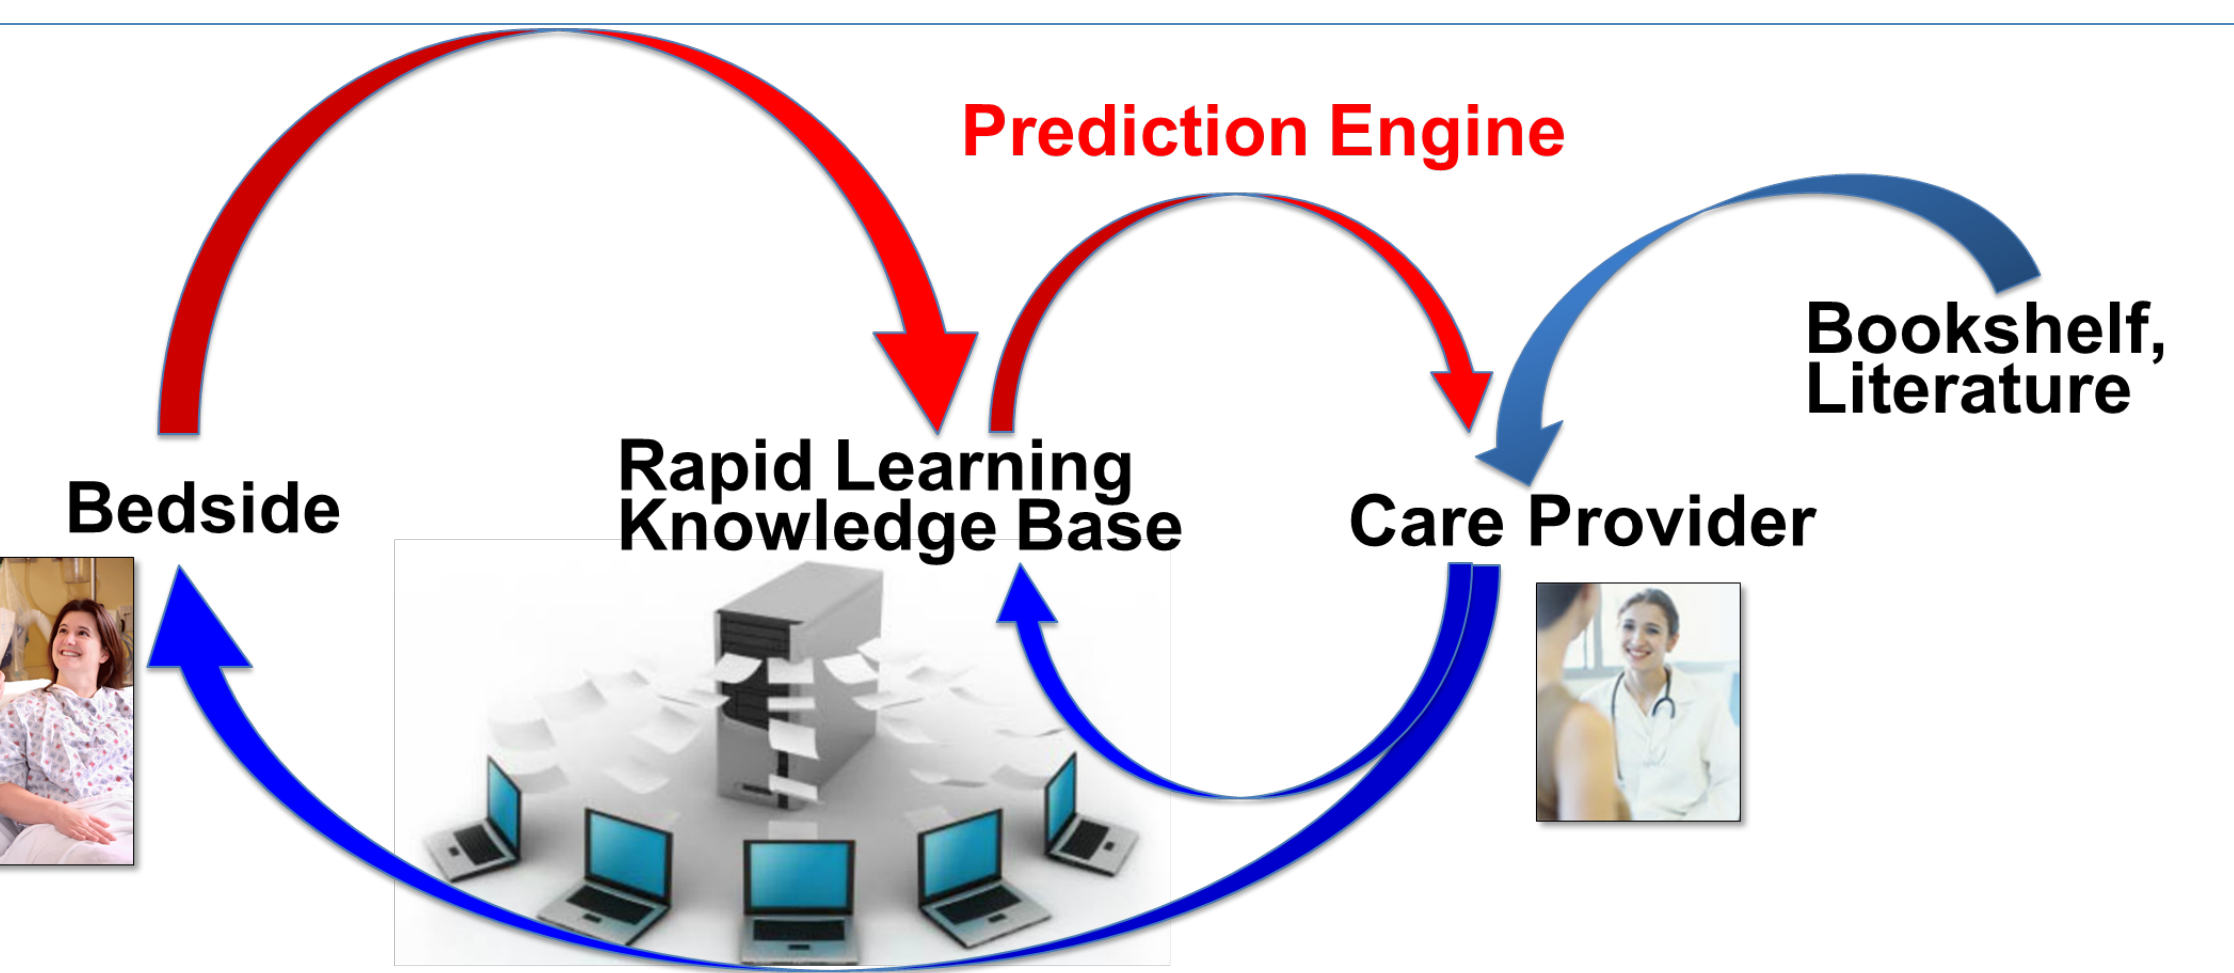 Prediction Engine
Bookshelf,
Literature
Rapid Learning
Knowledge Base
Bedside
Care Provider